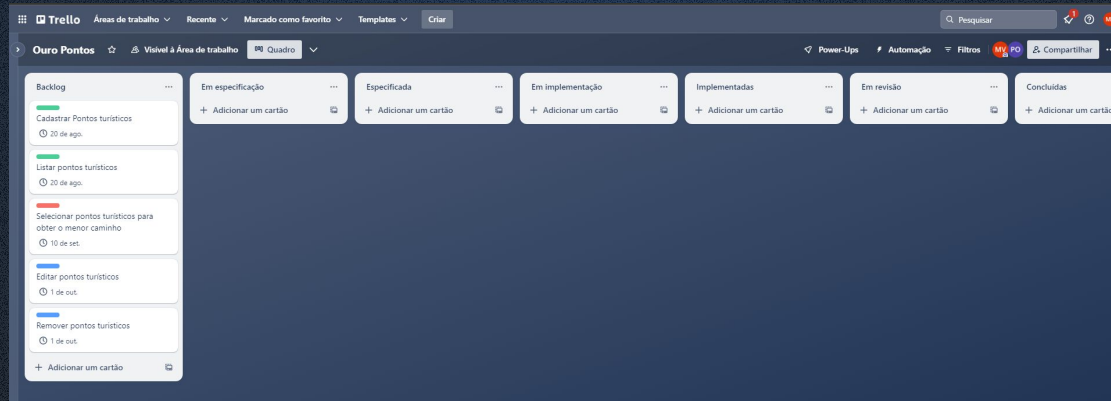 Trello
Áreas de trabalho
Recente
Marcado como favorito
Templates
Criar
Pesquisar
1
Ouro Pontos
Visível à Área de trabalho
Quadro
Power-Ups
Automação
Filtros
MV
PO
Compartilhar
Backlog
Cadastrar Pontos turísticos
20 de ago.
Listar pontos turísticos
20 de ago.
Selecionar pontos turísticos para
obter o menor caminho
10 de set.
Editar pontos turísticos
1 de out.
Remover pontos turisticos
1 de out.
+ Adicionar um cartão
Em especificação
+ Adicionar um cartão
Especificada
+ Adicionar um cartão
Em implementação
+ Adicionar um cartão
Implementadas
+ Adicionar um cartão
Em revisão
+ Adicionar um cartão
Concluídas
+ Adicionar um cartão